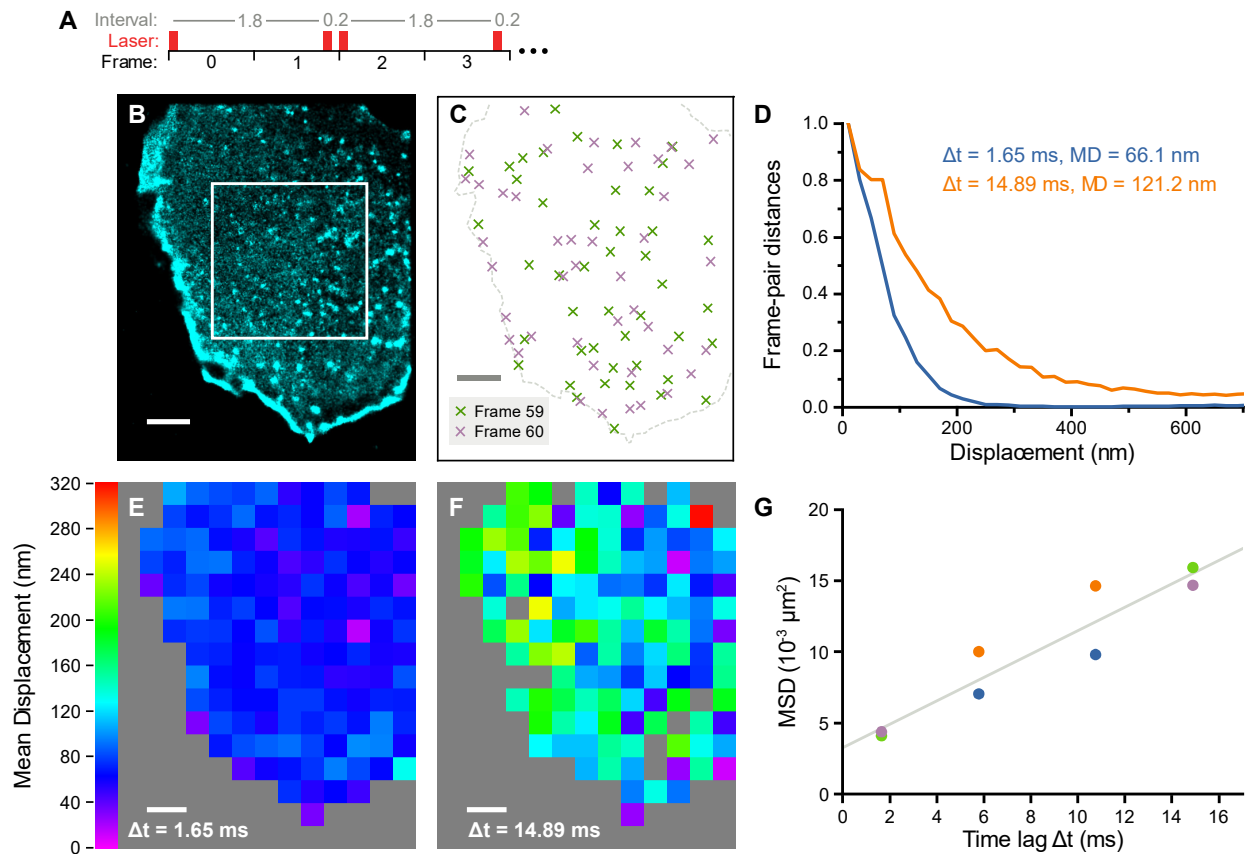 A
Interval: 1.8 0.2 1.8 0.2
Laser:
Frame: 0 1 2 3 •••
B
C
Frame 59
Frame 60
D
Δt = 1.65 ms, MD = 66.1 nm
Δt = 14.89 ms, MD = 121.2 nm
1.0
0.8
0.6
0.4
0.2
0.0
Frame-pair distances
0 200 400 600
Displacement (nm)
E
320
280
240
200
160
120
80
40
0
Mean Displacement (nm)
Δt = 1.65 ms
F
Δt = 14.89 ms
G
20
15
10
5
0
MSD (10⁻³ µm²)
0 2 4 6 8 10 12 14 16
Time lag Δt (ms)